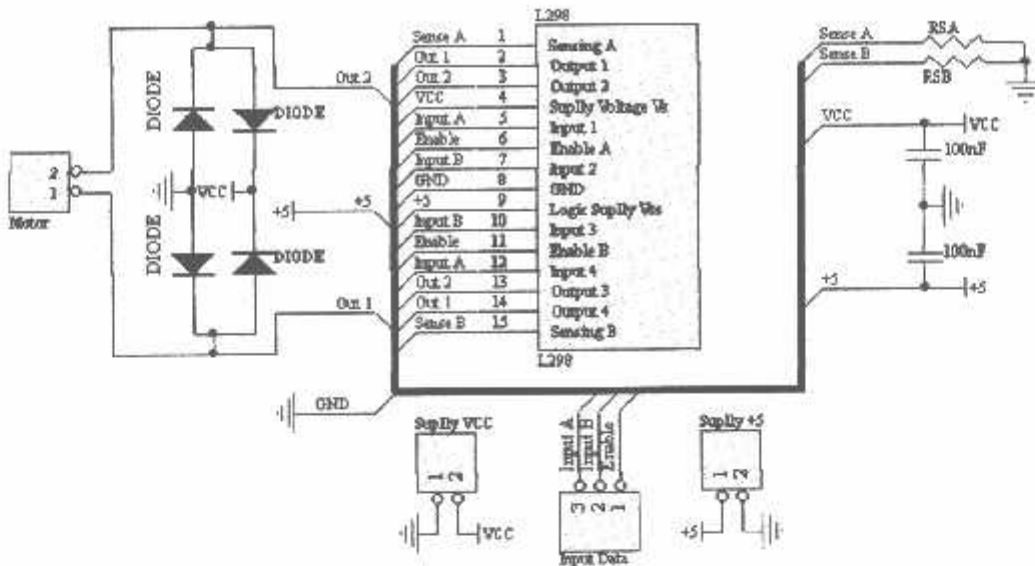 L298
Sense A 1 Sensing A
Out 1 2 Output 1
Out 2 3 Output 2
VCC 4 Suplly Voltage Vs
Input A 5 Input 1
Enable 6 Enable A
Input B 7 Input 2
GND 8 GND
+5 9 Logic Suplly Vss
Input B 10 Input 3
Enable 11 Enable B
Input A 12 Input 4
Out 2 13 Output 3
Out 1 14 Output 4
Sense B 15 Sensing B
L298
Out 2
DIODE
DIODE
VCC
2
1
Motor
+5
+5
DIODE
DIODE
Out 1
GND
Sense A
RSA
Sense B
RSB
VCC
VCC
100nF
100nF
+5
+5
Suplly VCC
1
2
VCC
Input A
Input B
Enable
3
2
1
Input Data
Suplly +5
1
2
+5